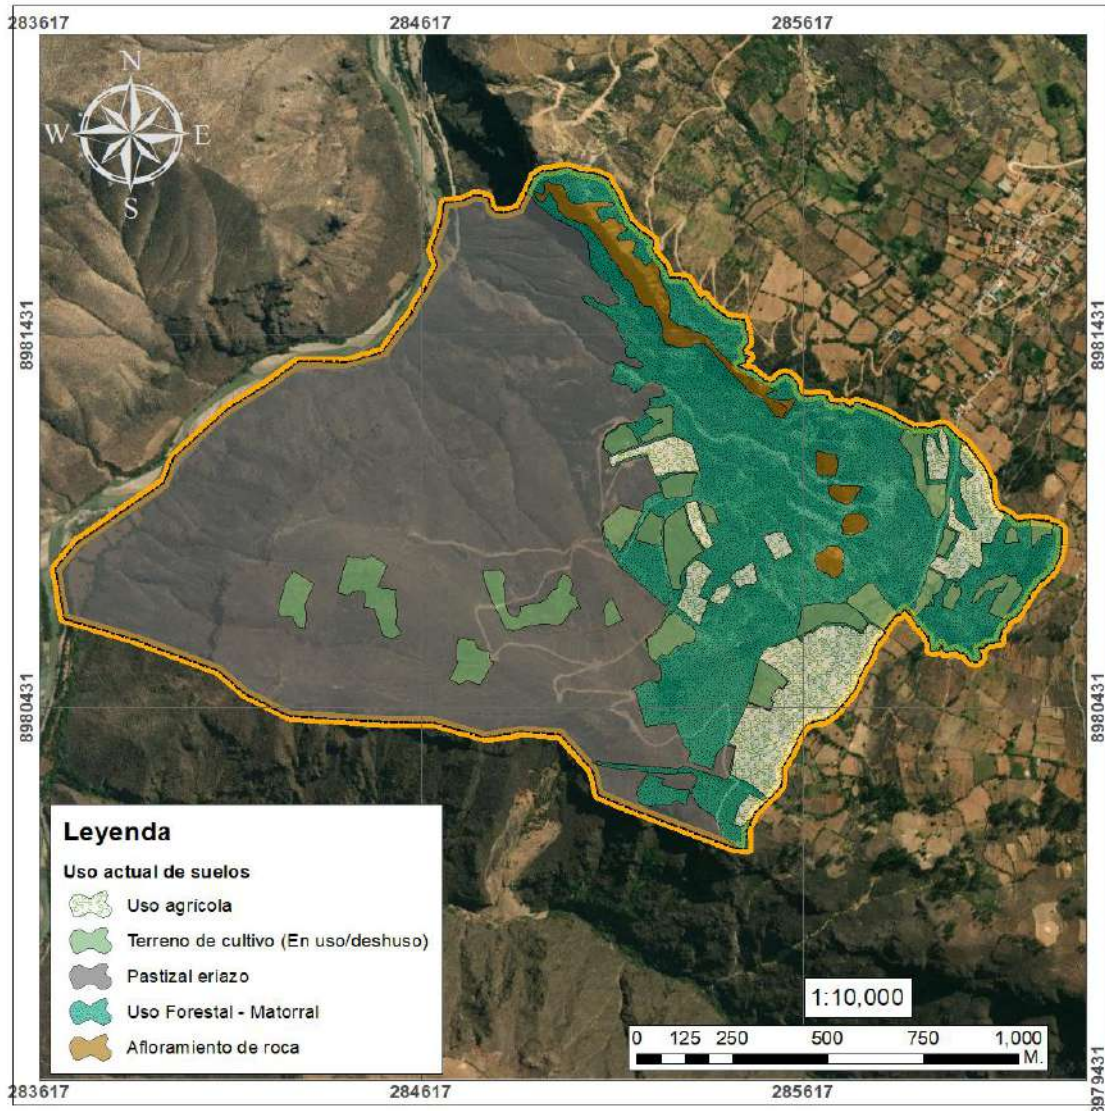 283617
284617
285617
N
W
E
S
8981431
8981431
8980431
8980431
Leyenda
Uso actual de suelos
Uso agrícola
Terreno de cultivo (En uso/deshuso)
Pastizal eriazo
Uso Forestal - Matorral
Afloramiento de roca
1:10,000
0 125 250 500 750 1,000
M.
283617
284617
285617
8979431